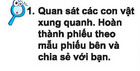 1. Quan sát các con vật
xung quanh. Hoàn
thành phiếu theo
mẫu phiếu bên và
chia sẻ với bạn.